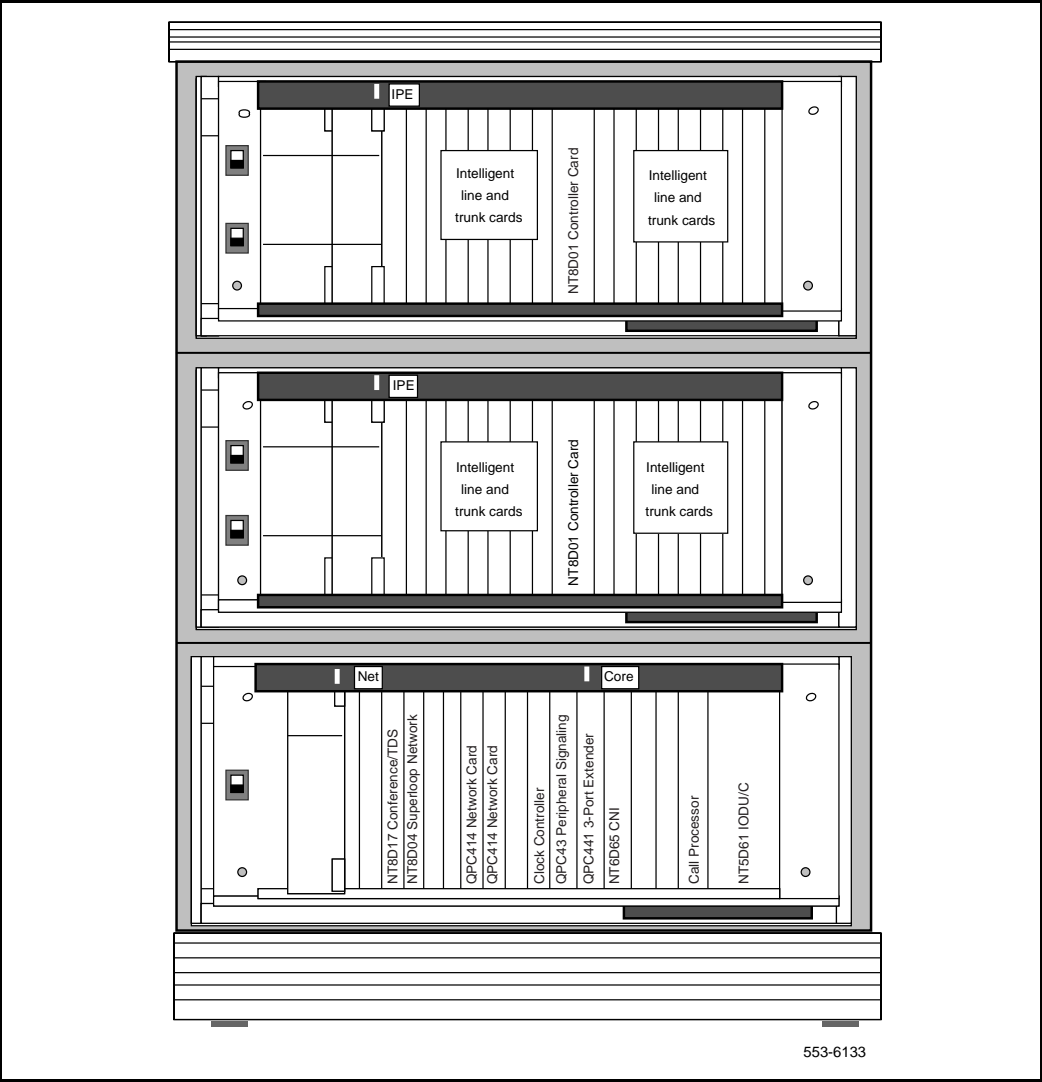 IPE
Intelligent
line and
trunk cards
NT8D01 Controller Card
Intelligent
line and
trunk cards
IPE
Intelligent
line and
trunk cards
NT8D01 Controller Card
Intelligent
line and
trunk cards
Net
Core
NT8D17 Conference/TDS
NT8D04 Superloop Network
QPC414 Network Card
QPC414 Network Card
Clock Controller
QPC43 Peripheral Signaling
QPC441 3-Port Extender
NT6D65 CNI
Call Processor
NT5D61 IODU/C
553-6133